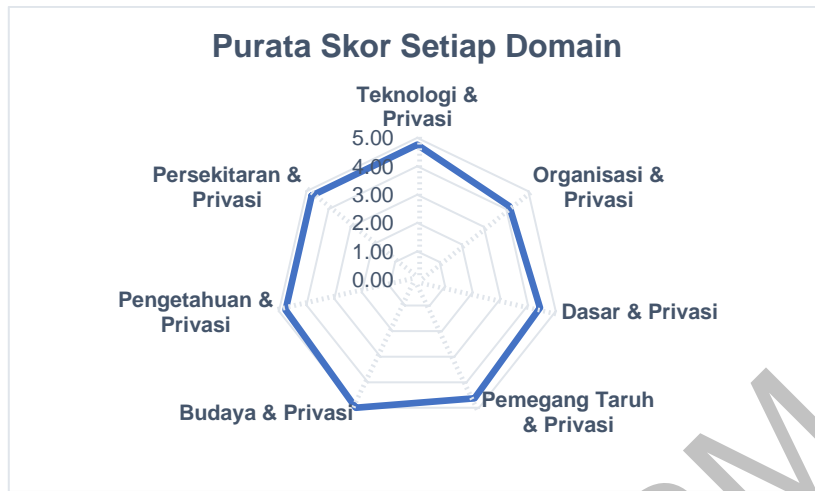 Purata Skor Setiap Domain
Teknologi &
Privasi
5.00
4.00
3.00
2.00
1.00
0.00
Organisasi &
Privasi
Dasar & Privasi
Pemegang Taruh
& Privasi
Budaya & Privasi
Pengetahuan &
Privasi
Persekitaran &
Privasi